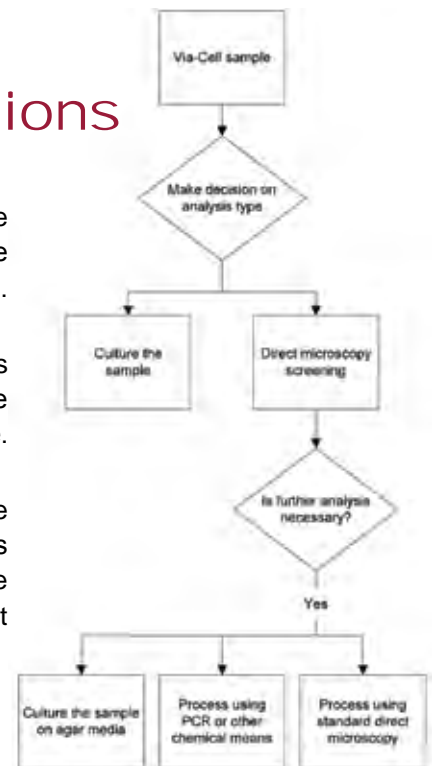 Via-Cell sample
ions
Make decision on
analysis type
e
e
.
Culture the
sample
Direct microscopy
screening
s
e
.
Is further analysis
necessary?
e
s
e
t
Yes
Culture the sample
on agar media
Process using
PCR or other
chemical means
Process using
standard direct
microscopy